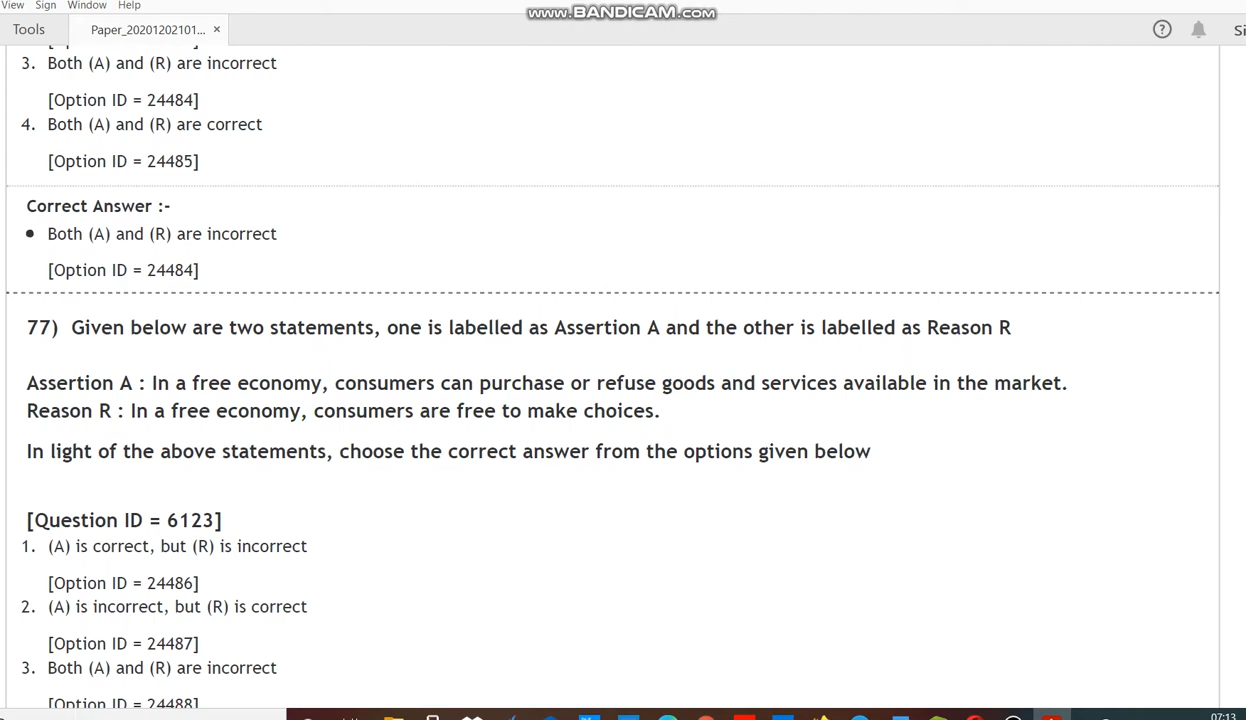 View Sign Window Help
www.BANDICAM.com
Tools Paper_20201202101... ×
3. Both (A) and (R) are incorrect
[Option ID = 24484]
4. Both (A) and (R) are correct
[Option ID = 24485]
Correct Answer :-
• Both (A) and (R) are incorrect
[Option ID = 24484]
77) Given below are two statements, one is labelled as Assertion A and the other is labelled as Reason R
Assertion A : In a free economy, consumers can purchase or refuse goods and services available in the market.
Reason R : In a free economy, consumers are free to make choices.
In light of the above statements, choose the correct answer from the options given below
[Question ID = 6123]
1. (A) is correct, but (R) is incorrect
[Option ID = 24486]
2. (A) is incorrect, but (R) is correct
[Option ID = 24487]
3. Both (A) and (R) are incorrect
[Option ID = 24488]
07:13